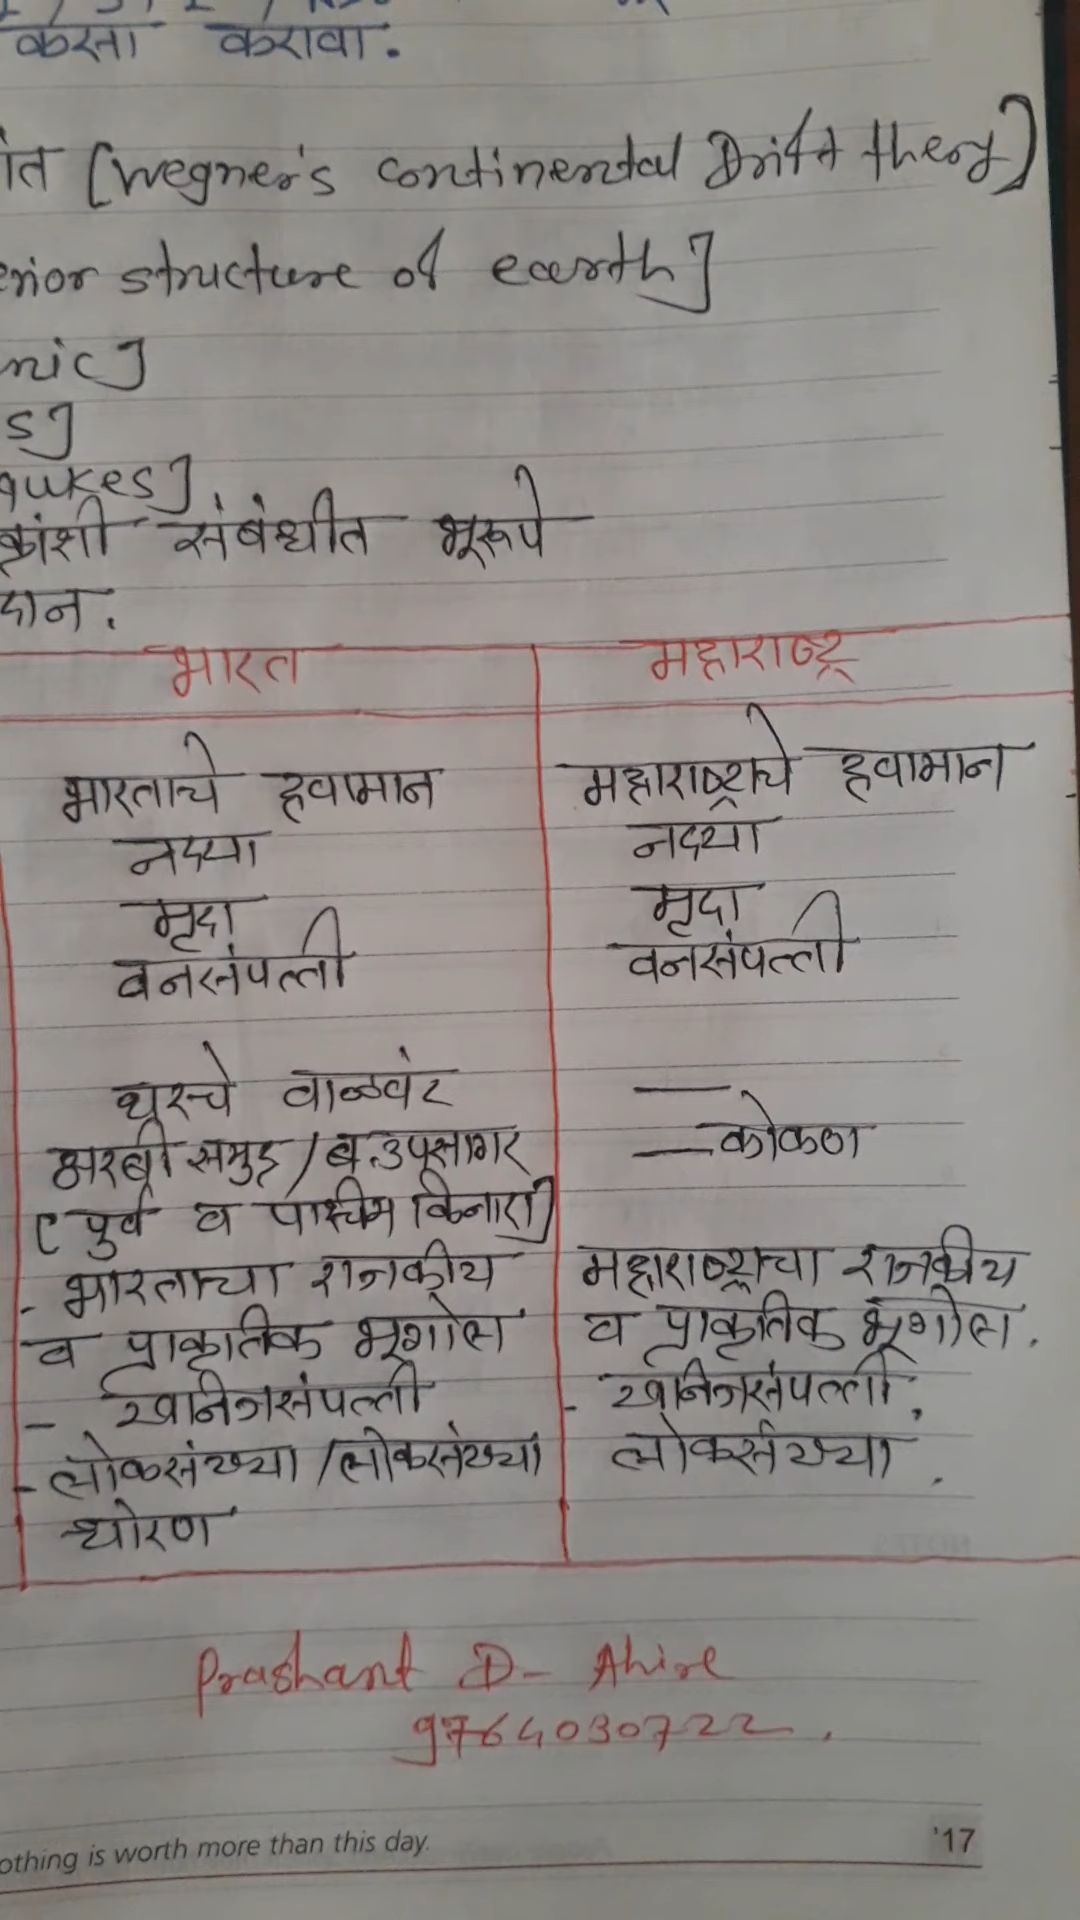 करता करावा.
ांत [Wegner's continental Drift theory]
erior structure of earth]
nic]
s]
qukes]
क्रांशी संबंधीत भूरूपे
दान.
भारत महाराष्ट्र
भारताचे हवामान महाराष्ट्राचे हवामान
नद्या नद्या
मृदा मृदा
वनसंपत्ती वनसंपत्ती
थरचे वाळवंट —
अरबी समुद्र / ब. उपसागर — कोकण
[पुर्व व पश्चिम किनारा]
- भारताचा राजकीय महाराष्ट्राचा राजकीय
व प्राकृतिक भूगोल व प्राकृतिक भूगोल.
- खनिजसंपत्ती - खनिजसंपत्ती.
- लोकसंख्या / लोकसंख्या लोकसंख्या.
धोरण
Prashant D- Ahire
9764030722.
othing is worth more than this day. '17